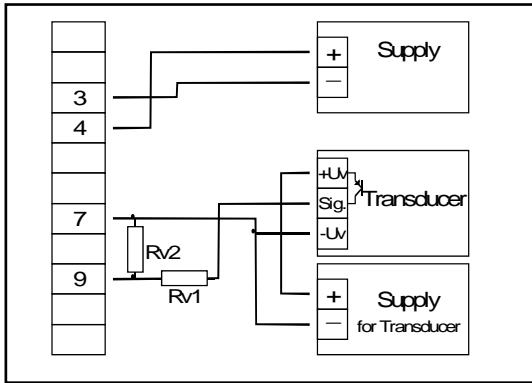 + Supply
−
3
4
+Uv
Sig. Transducer
7
-Uv
Rv2
9
Rv1
+ Supply
− for Transducer